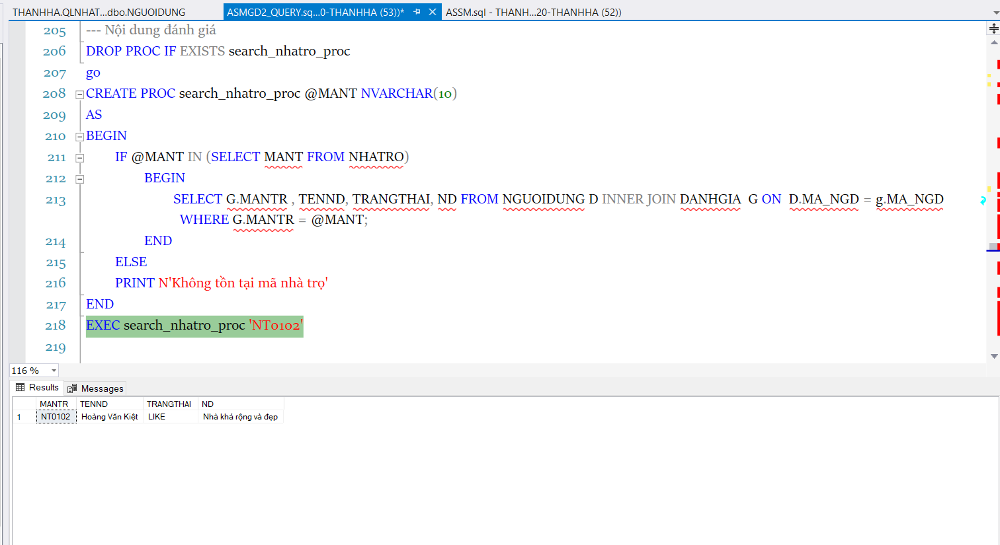 THANHHA.QLNHAT...dbo.NGUOIDUNG
ASMGD2_QUERY.sq...0-THANHHA (53))*
ASSM.sql - THANH...20-THANHHA (52))
205 --- Nội dung đánh giá
206 DROP PROC IF EXISTS search_nhatro_proc
207 go
208 CREATE PROC search_nhatro_proc @MANT NVARCHAR(10)
209 AS
210 BEGIN
211 IF @MANT IN (SELECT MANT FROM NHATRO)
212 BEGIN
213 SELECT G.MANTR , TENND, TRANGTHAI, ND FROM NGUOIDUNG D INNER JOIN DANHGIA G ON D.MA_NGD = g.MA_NGD
WHERE G.MANTR = @MANT;
214 END
215 ELSE
216 PRINT N'Không tồn tại mã nhà trọ'
217 END
218 EXEC search_nhatro_proc 'NT0102'
219
116 %
Results Messages
MANTR TENND TRANGTHAI ND
1 NT0102 Hoàng Văn Kiệt LIKE Nhà khá rộng và đẹp